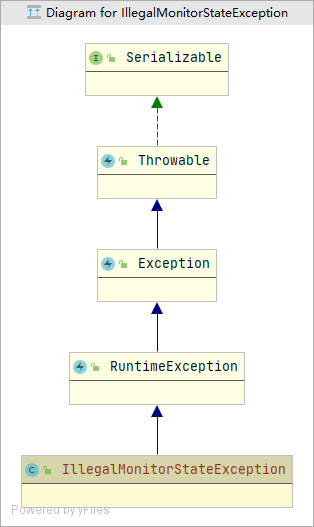 Diagram for IllegalMonitorStateException
I Serializable
Throwable
Exception
RuntimeException
C IllegalMonitorStateException
Powered by yFiles